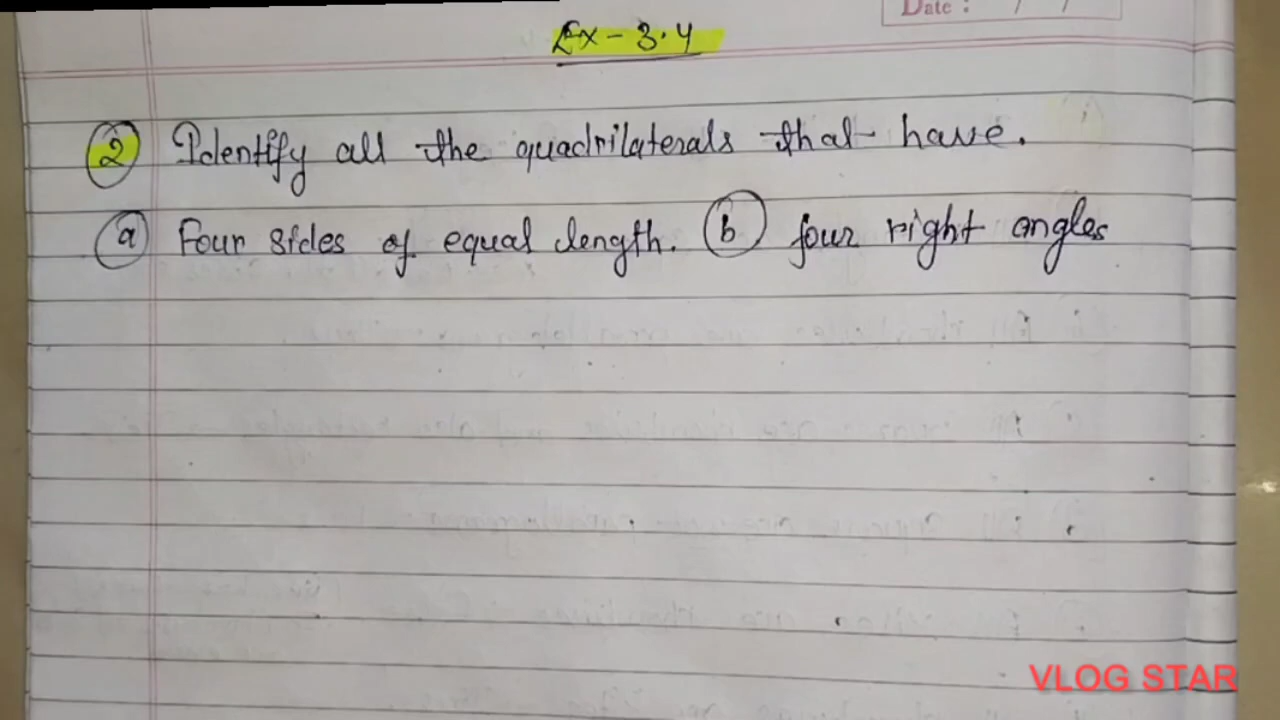 Date : / /
Ex - 3.4
2 Identify all the quadrilaterals that have.
a Four sides of equal length. b four right angles
VLOG STAR